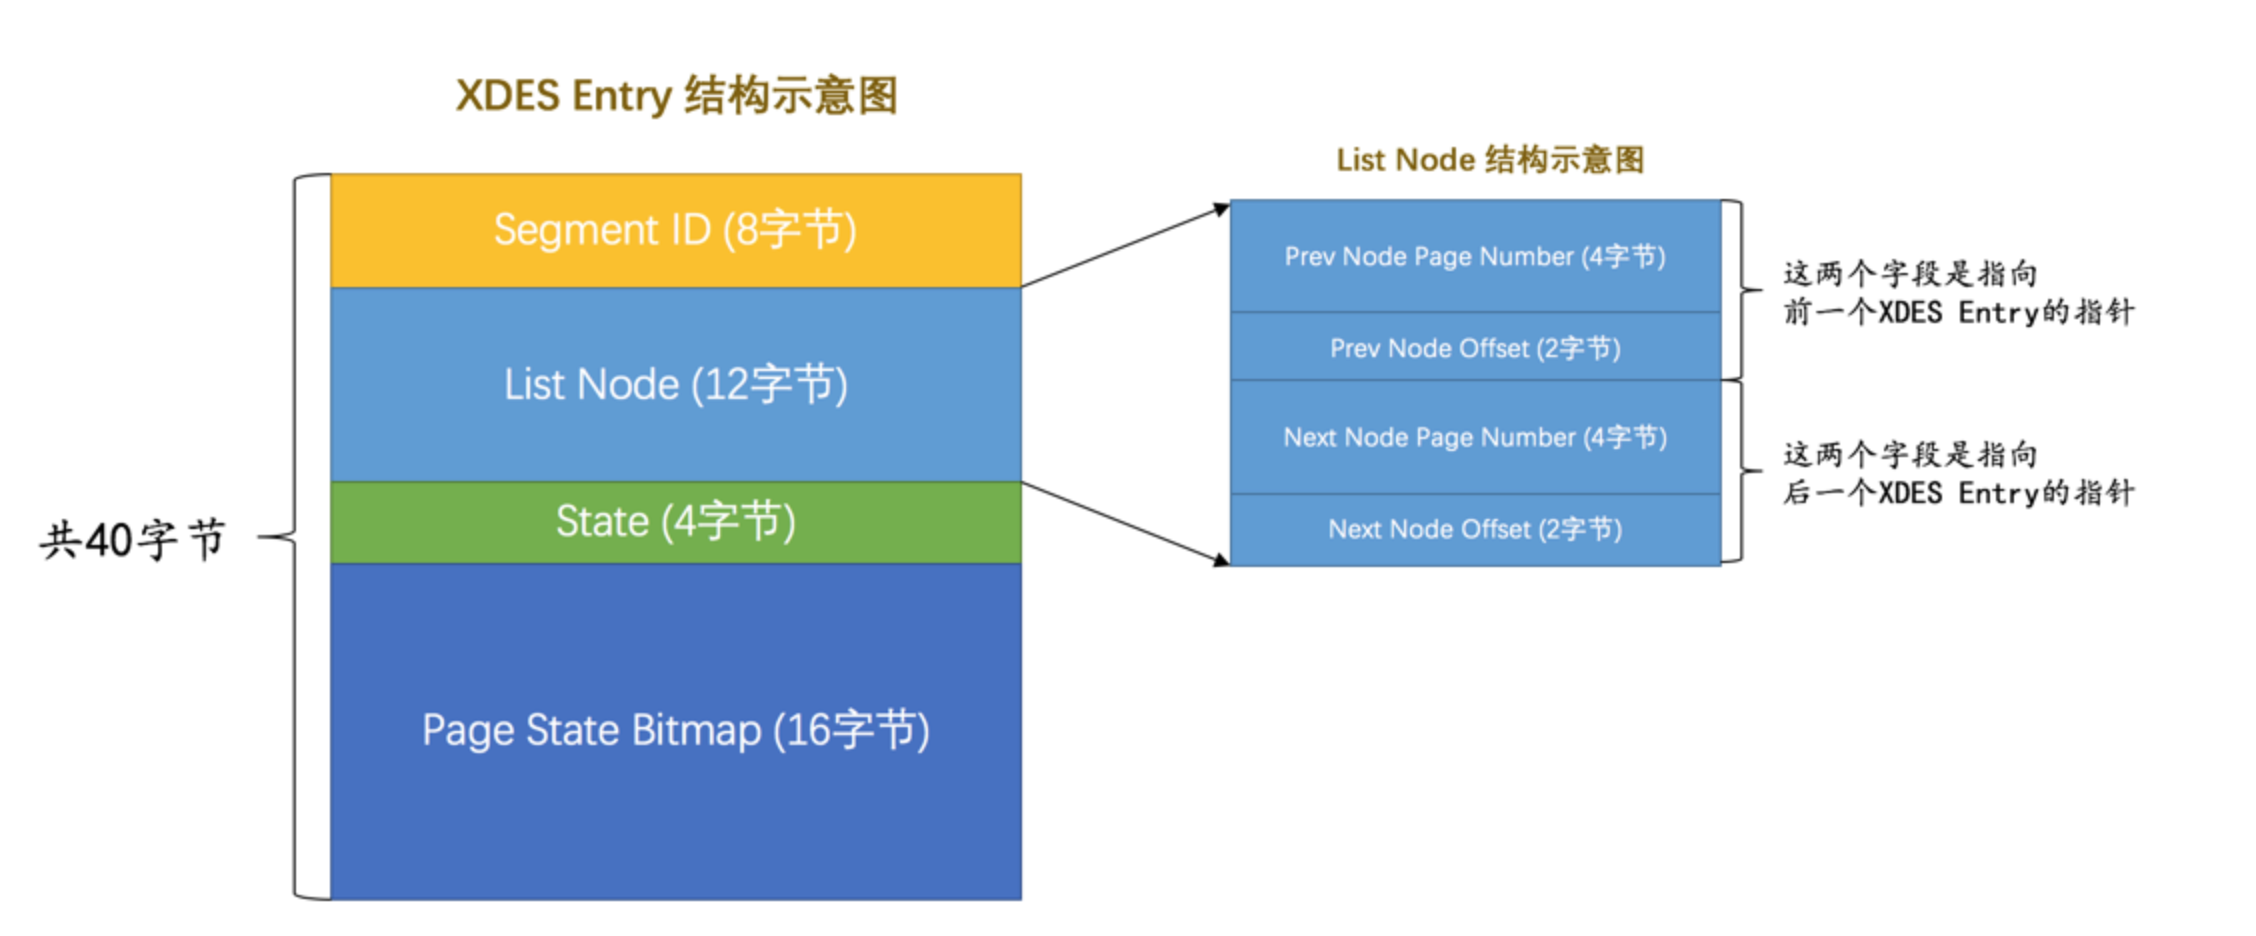 XDES Entry 结构示意图
共40字节
Segment ID (8字节)
List Node (12字节)
State (4字节)
Page State Bitmap (16字节)
List Node 结构示意图
Prev Node Page Number (4字节)
Prev Node Offset (2字节)
Next Node Page Number (4字节)
Next Node Offset (2字节)
这两个字段是指向
前一个XDES Entry的指针
这两个字段是指向
后一个XDES Entry的指针